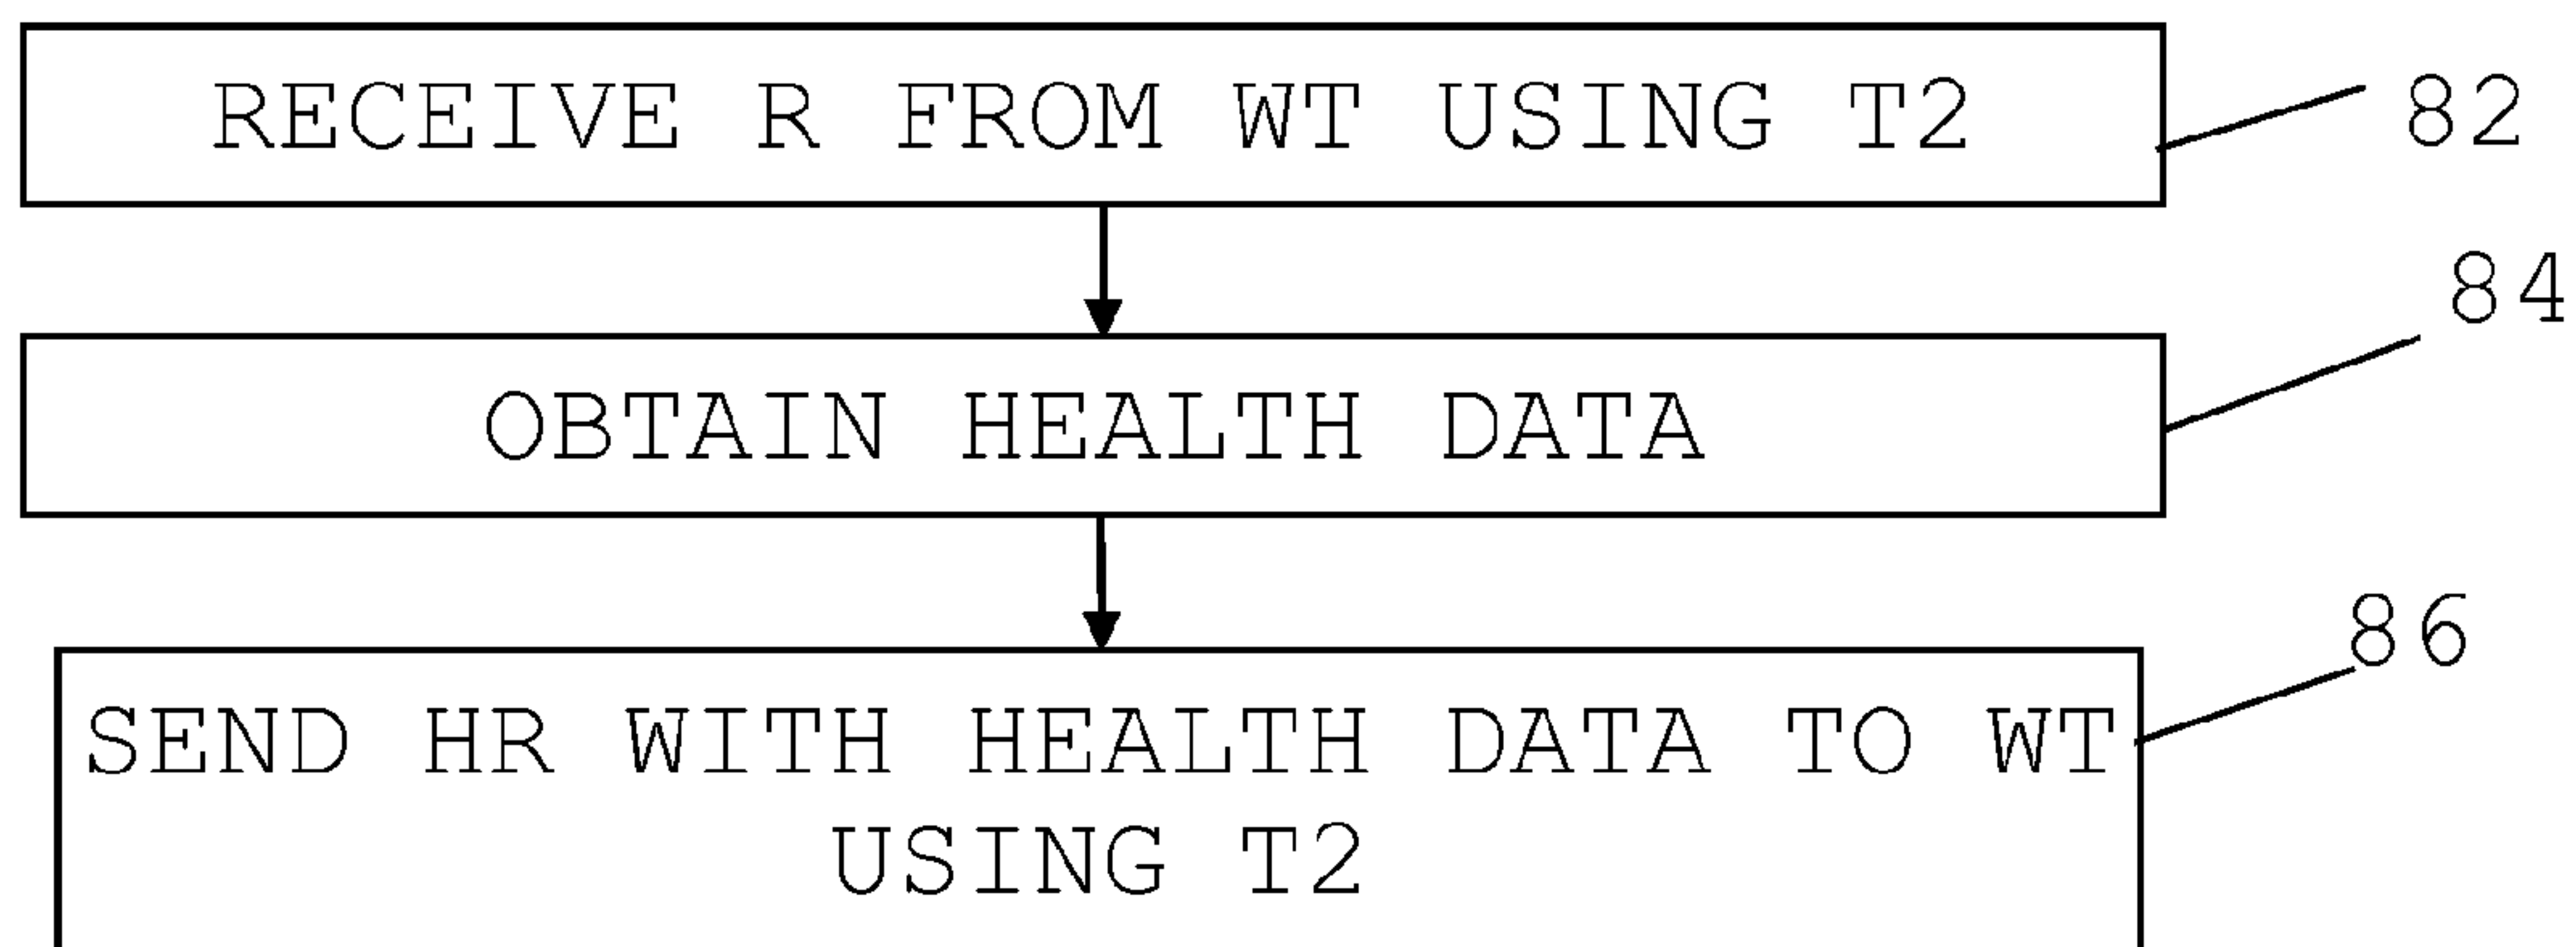 RECEIVE R FROM WT USING T2
82
84
OBTAIN HEALTH DATA
86
SEND HR WITH HEALTH DATA TO WT
USING T2